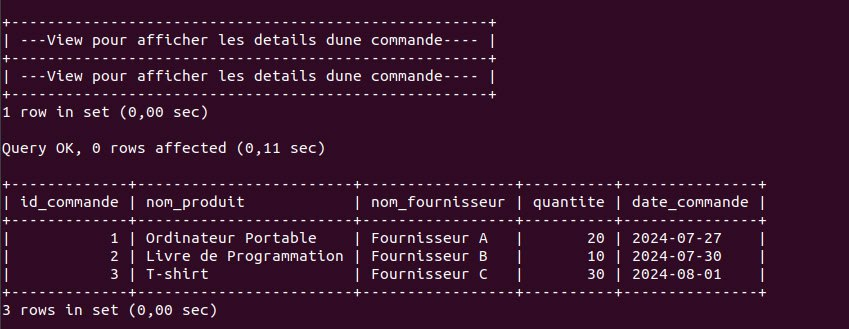 +-----------------------------------------------------+
| ---View pour afficher les details dune commande---- |
+-----------------------------------------------------+
| ---View pour afficher les details dune commande---- |
+-----------------------------------------------------+
1 row in set (0,00 sec)
Query OK, 0 rows affected (0,11 sec)
+-------------+------------------------+-----------------+----------+---------------+
| id_commande | nom_produit            | nom_fournisseur | quantite | date_commande |
+-------------+------------------------+-----------------+----------+---------------+
|           1 | Ordinateur Portable    | Fournisseur A   |       20 | 2024-07-27    |
|           2 | Livre de Programmation | Fournisseur B   |       10 | 2024-07-30    |
|           3 | T-shirt                | Fournisseur C   |       30 | 2024-08-01    |
+-------------+------------------------+-----------------+----------+---------------+
3 rows in set (0,00 sec)